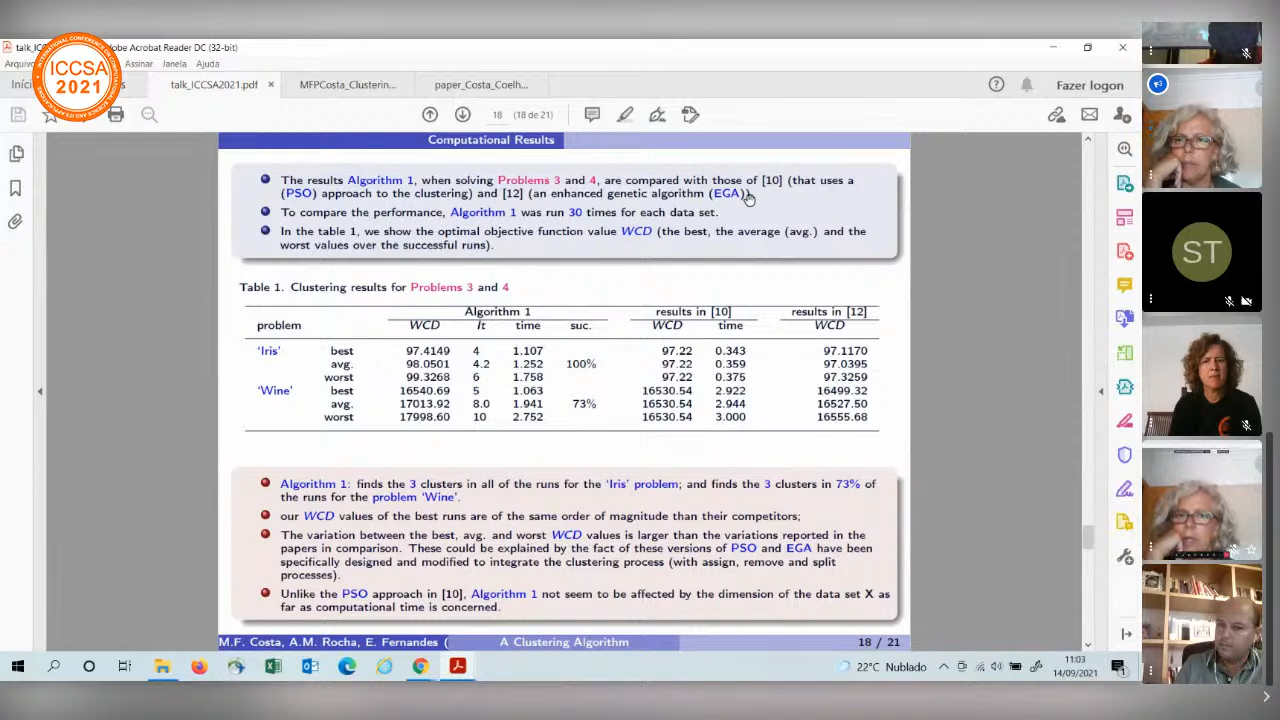 talk_IC
dobe Acrobat Reader DC (32-bit)
ICCSA
2021
Arquivo
Assinar Janela Ajuda
Iníc
s
talk_ICCSA2021.pdf
MFPCosta_Clusterin...
paper_Costa_Coelh...
Fazer logon
18 (18 de 21)
Computational Results
The results Algorithm 1, when solving Problems 3 and 4, are compared with those of [10] (that uses a
(PSO) approach to the clustering) and [12] (an enhanced genetic algorithm (EGA)).
To compare the performance, Algorithm 1 was run 30 times for each data set.
In the table 1, we show the optimal objective function value WCD (the best, the average (avg.) and the
worst values over the successful runs).
Table 1. Clustering results for Problems 3 and 4
Algorithm 1 results in [10] results in [12]
problem WCD It time suc. WCD time WCD
'Iris' best 97.4149 4 1.107 97.22 0.343 97.1170
avg. 98.0501 4.2 1.252 100% 97.22 0.359 97.0395
worst 99.3268 6 1.758 97.22 0.375 97.3259
'Wine' best 16540.69 5 1.063 16530.54 2.922 16499.32
avg. 17013.92 8.0 1.941 73% 16530.54 2.944 16527.50
worst 17998.60 10 2.752 16530.54 3.000 16555.68
Algorithm 1: finds the 3 clusters in all of the runs for the 'Iris' problem; and finds the 3 clusters in 73% of
the runs for the problem 'Wine'.
our WCD values of the best runs are of the same order of magnitude than their competitors;
The variation between the best, avg. and worst WCD values is larger than the variations reported in the
papers in comparison. These could be explained by the fact of these versions of PSO and EGA have been
specifically designed and modified to integrate the clustering process (with assign, remove and split
processes).
Unlike the PSO approach in [10], Algorithm 1 not seem to be affected by the dimension of the data set X as
far as computational time is concerned.
M.F. Costa, A.M. Rocha, E. Fernandes ( A Clustering Algorithm 18 / 21
22°C Nublado
11:03
14/09/2021
ST